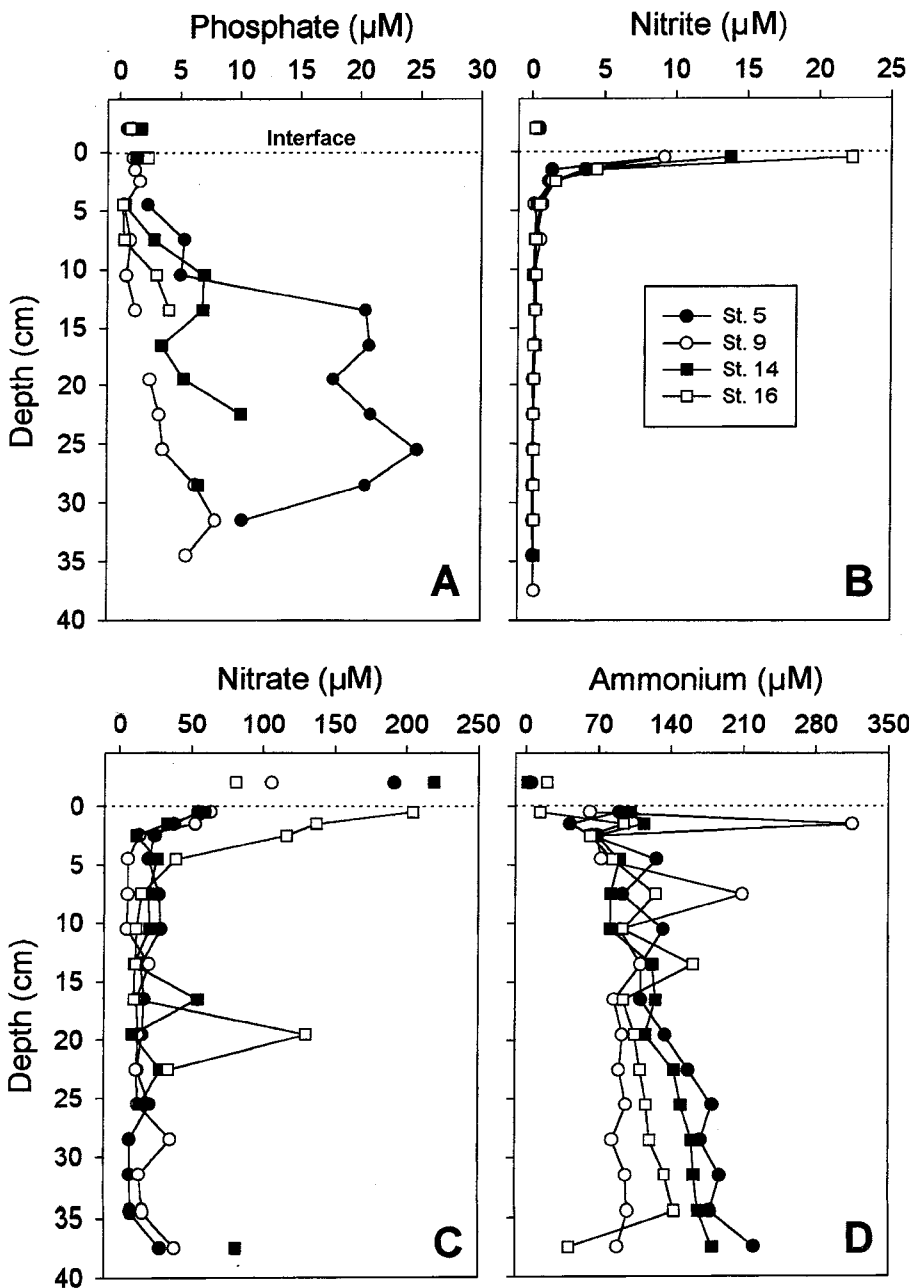 Phosphate (µM)
0 5 10 15 20 25 30
Nitrite (µM)
0 5 10 15 20 25
Interface
Depth (cm)
0
5
10
15
20
25
30
35
40
A
St. 5
St. 9
St. 14
St. 16
B
Nitrate (µM)
0 50 100 150 200 250
Ammonium (µM)
0 70 140 210 280 350
Depth (cm)
0
5
10
15
20
25
30
35
40
C
D